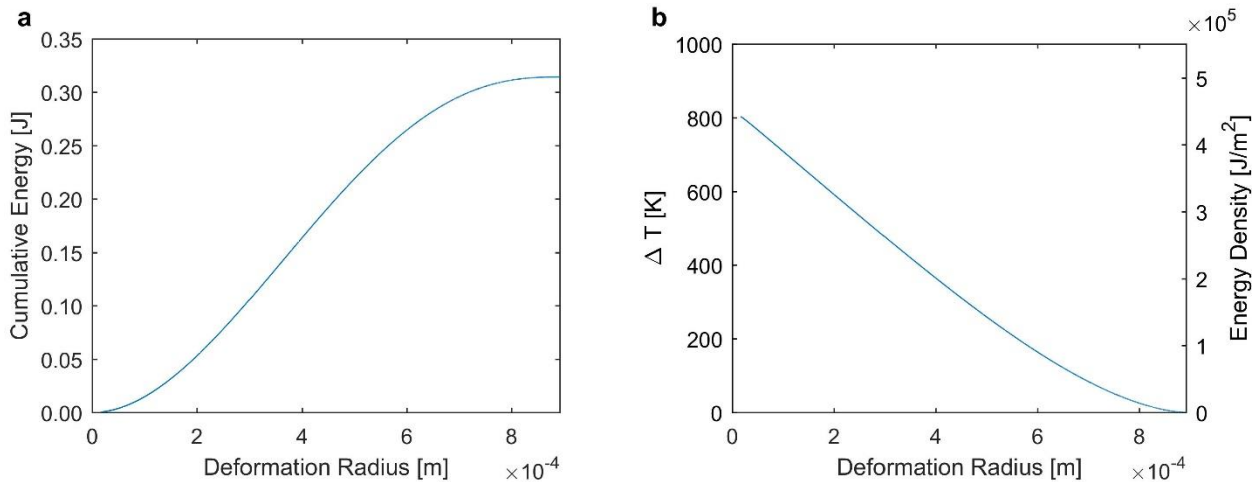 a
0.35
0.30
0.25
0.20
0.15
0.10
0.05
0.00
Cumulative Energy [J]
0 2 4 6 8
Deformation Radius [m]
×10⁻⁴
b
×10⁵
1000
800
600
400
200
0
Δ T [K]
5
4
3
2
1
0
Energy Density [J/m²]
0 2 4 6 8
Deformation Radius [m]
×10⁻⁴